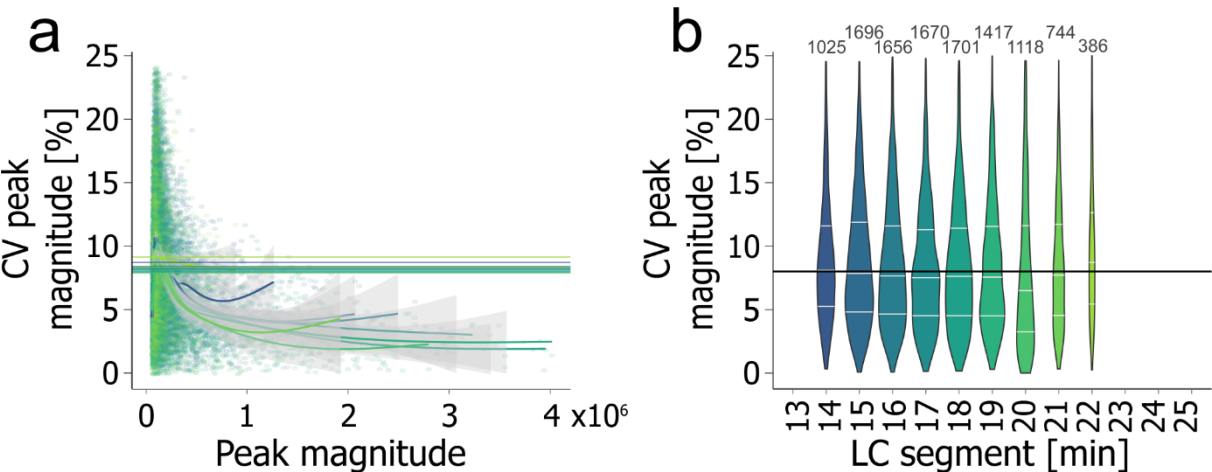 a
CV peak
magnitude [%]
25
20
15
10
5
0
0 1 2 3 4 x10⁶
Peak magnitude
b
CV peak
magnitude [%]
1696 1670 1417 744
1025 1656 1701 1118 386
25
20
15
10
5
0
13 14 15 16 17 18 19 20 21 22 23 24 25
LC segment [min]